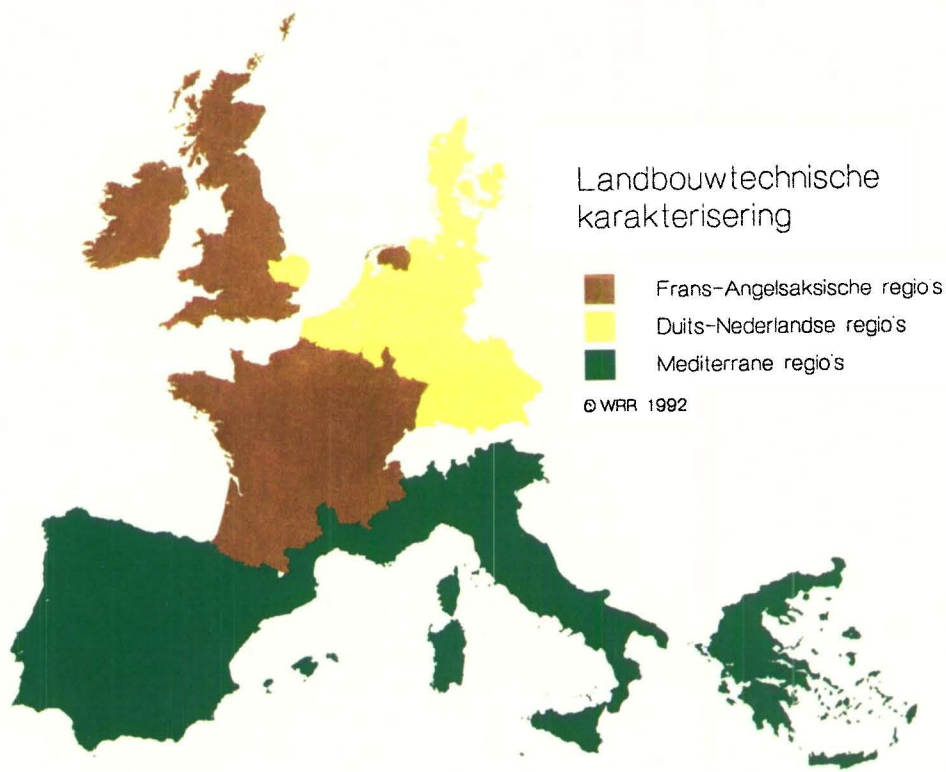 Landbouwtechnische
karakterisering
Frans-Angelsaksische regio's
Duits-Nederlandse regio's
Mediterrane regio's
© WRR 1992